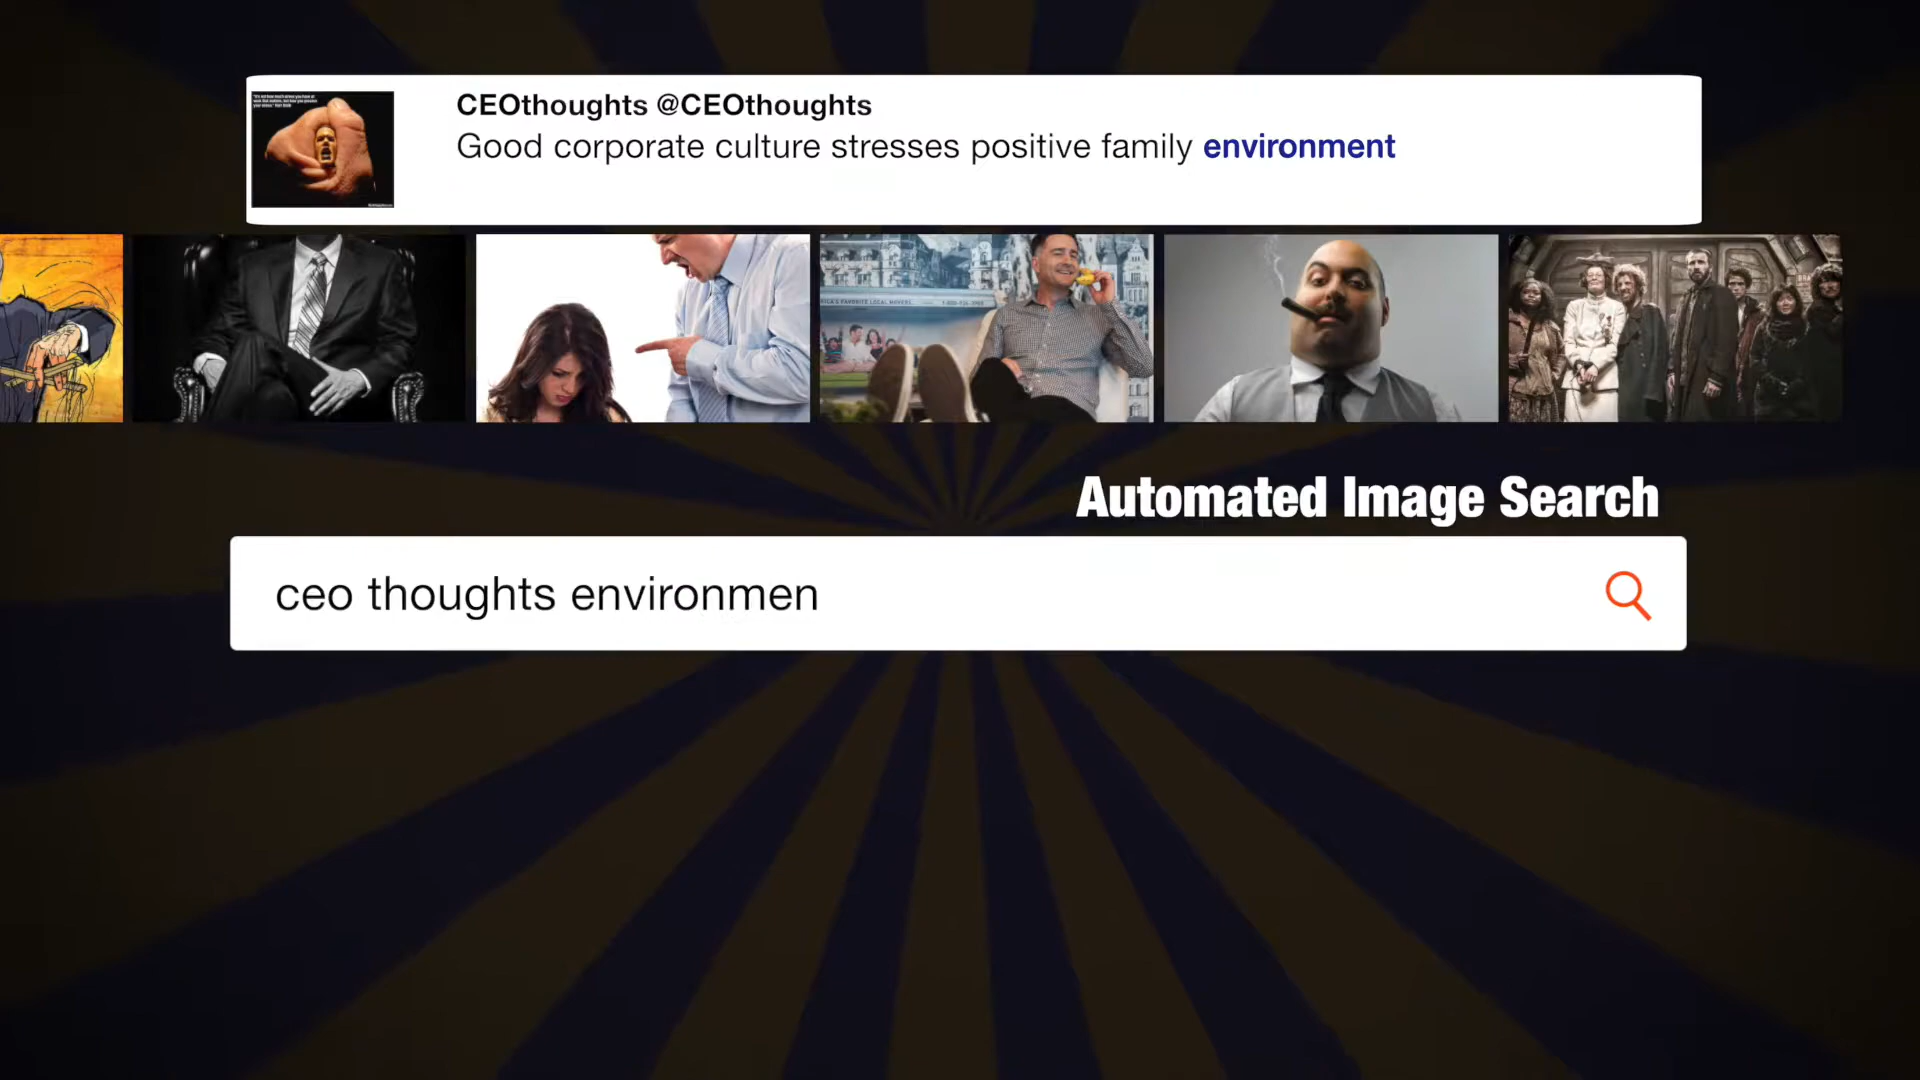 CEOthoughts @CEOthoughts
Good corporate culture stresses positive family environment
Automated Image Search
ceo thoughts environmen